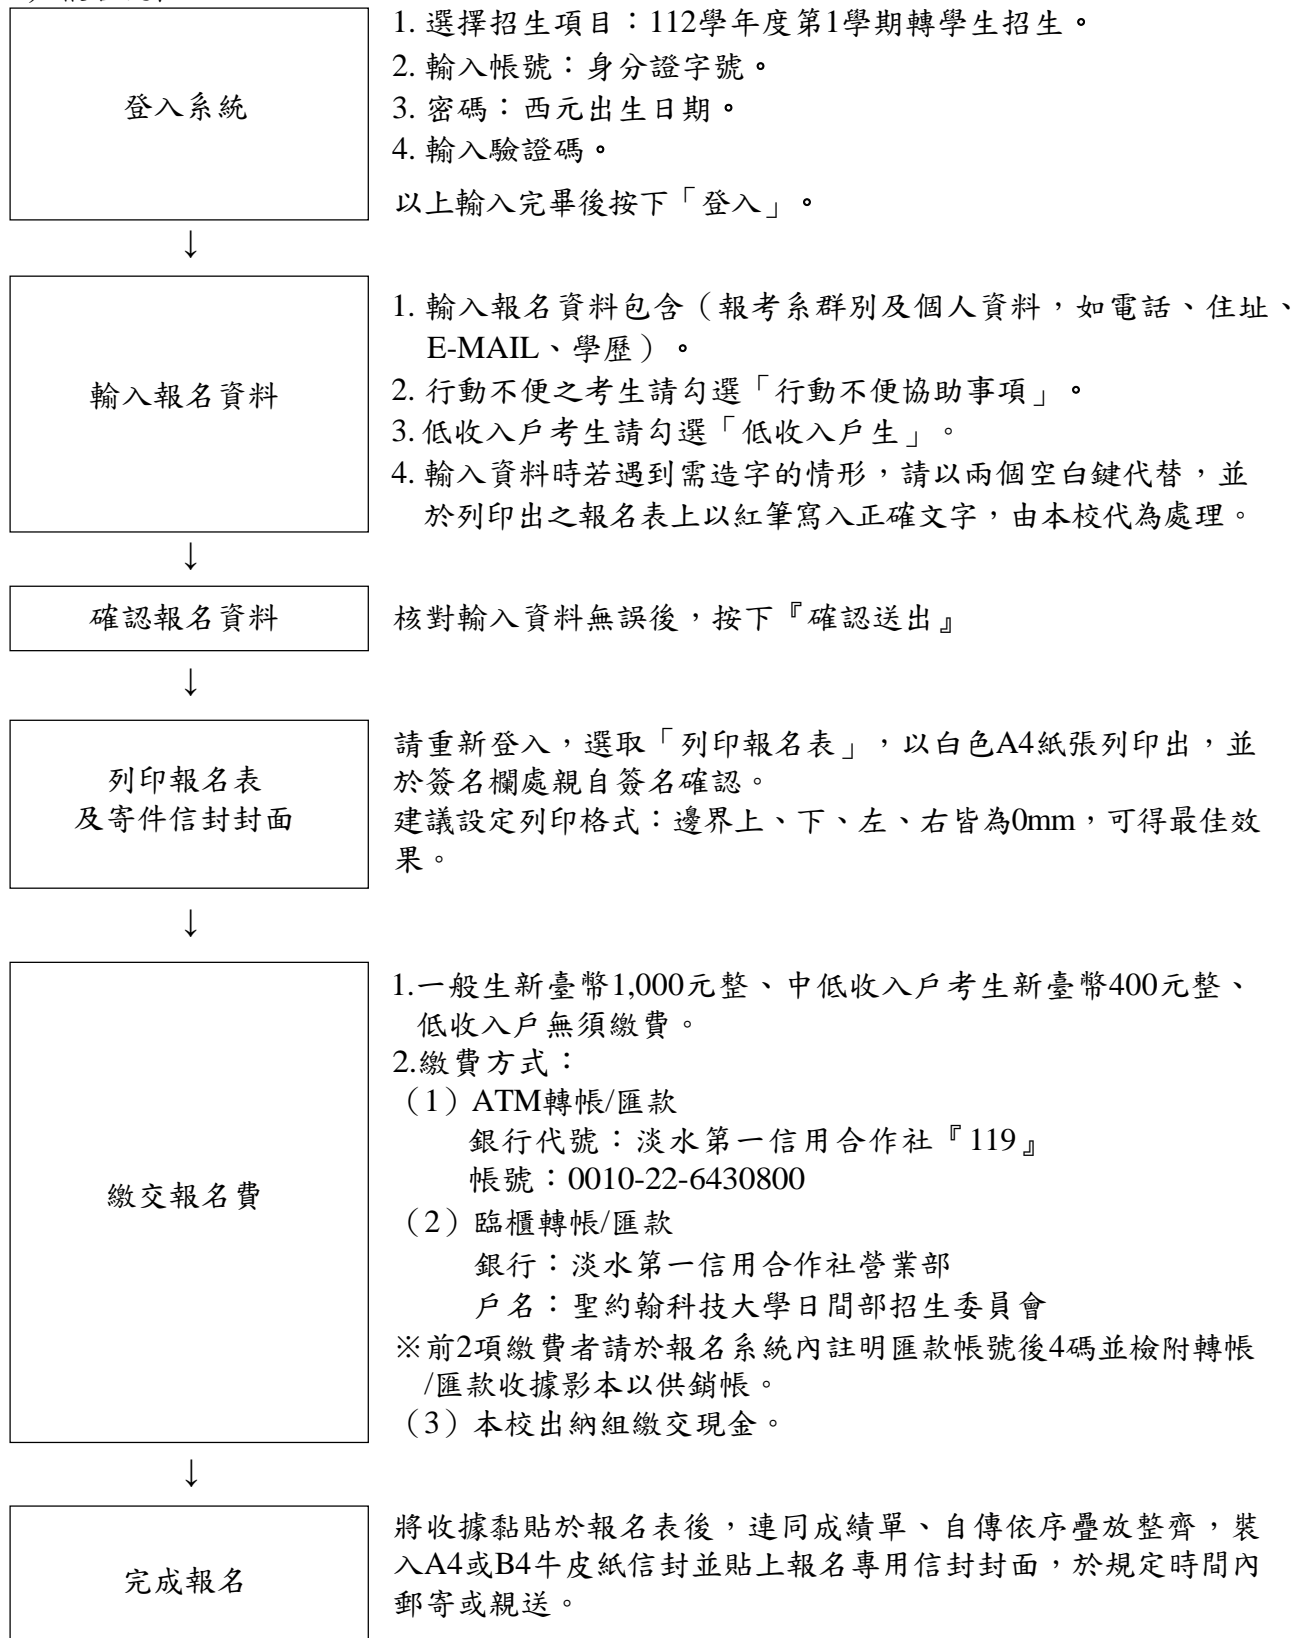 登入系統
1. 選擇招生項目：112學年度第1學期轉學生招生。
2. 輸入帳號：身分證字號。
3. 密碼：西元出生日期。
4. 輸入驗證碼。
以上輸入完畢後按下「登入」。
↓
輸入報名資料
1. 輸入報名資料包含（報考系群別及個人資料，如電話、住址、
E-MAIL、學歷）。
2. 行動不便之考生請勾選「行動不便協助事項」。
3. 低收入戶考生請勾選「低收入戶生」。
4. 輸入資料時若遇到需造字的情形，請以兩個空白鍵代替，並
於列印出之報名表上以紅筆寫入正確文字，由本校代為處理。
↓
確認報名資料
核對輸入資料無誤後，按下『確認送出』
↓
列印報名表
及寄件信封封面
請重新登入，選取「列印報名表」，以白色A4紙張列印出，並
於簽名欄處親自簽名確認。
建議設定列印格式：邊界上、下、左、右皆為0mm，可得最佳效
果。
↓
繳交報名費
1.一般生新臺幣1,000元整、中低收入戶考生新臺幣400元整、
低收入戶無須繳費。
2.繳費方式：
（1）ATM轉帳/匯款
銀行代號：淡水第一信用合作社『119』
帳號：0010-22-6430800
（2）臨櫃轉帳/匯款
銀行：淡水第一信用合作社營業部
戶名：聖約翰科技大學日間部招生委員會
※前2項繳費者請於報名系統內註明匯款帳號後4碼並檢附轉帳
/匯款收據影本以供銷帳。
（3）本校出納組繳交現金。
↓
完成報名
將收據黏貼於報名表後，連同成績單、自傳依序疊放整齊，裝
入A4或B4牛皮紙信封並貼上報名專用信封封面，於規定時間內
郵寄或親送。